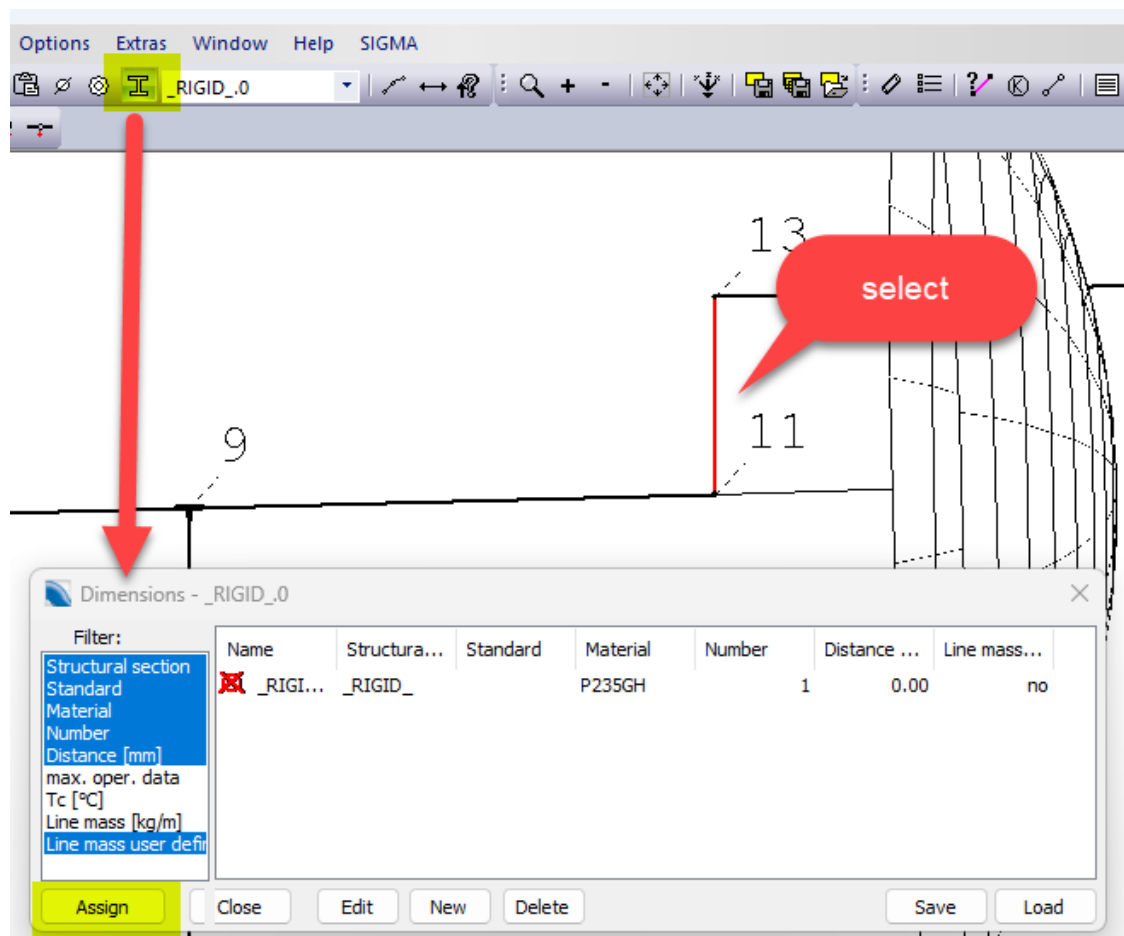 Options Extras Window Help SIGMA
_RIGID_.0
13
select
11
9
Dimensions - _RIGID_.0
Filter:
Name Structura... Standard Material Number Distance ... Line mass...
Structural section
_RIGI... _RIGID_ P235GH 1 0.00 no
Standard
Material
Number
Distance [mm]
max. oper. data
Tc [°C]
Line mass [kg/m]
Line mass user defin
Assign Close Edit New Delete Save Load